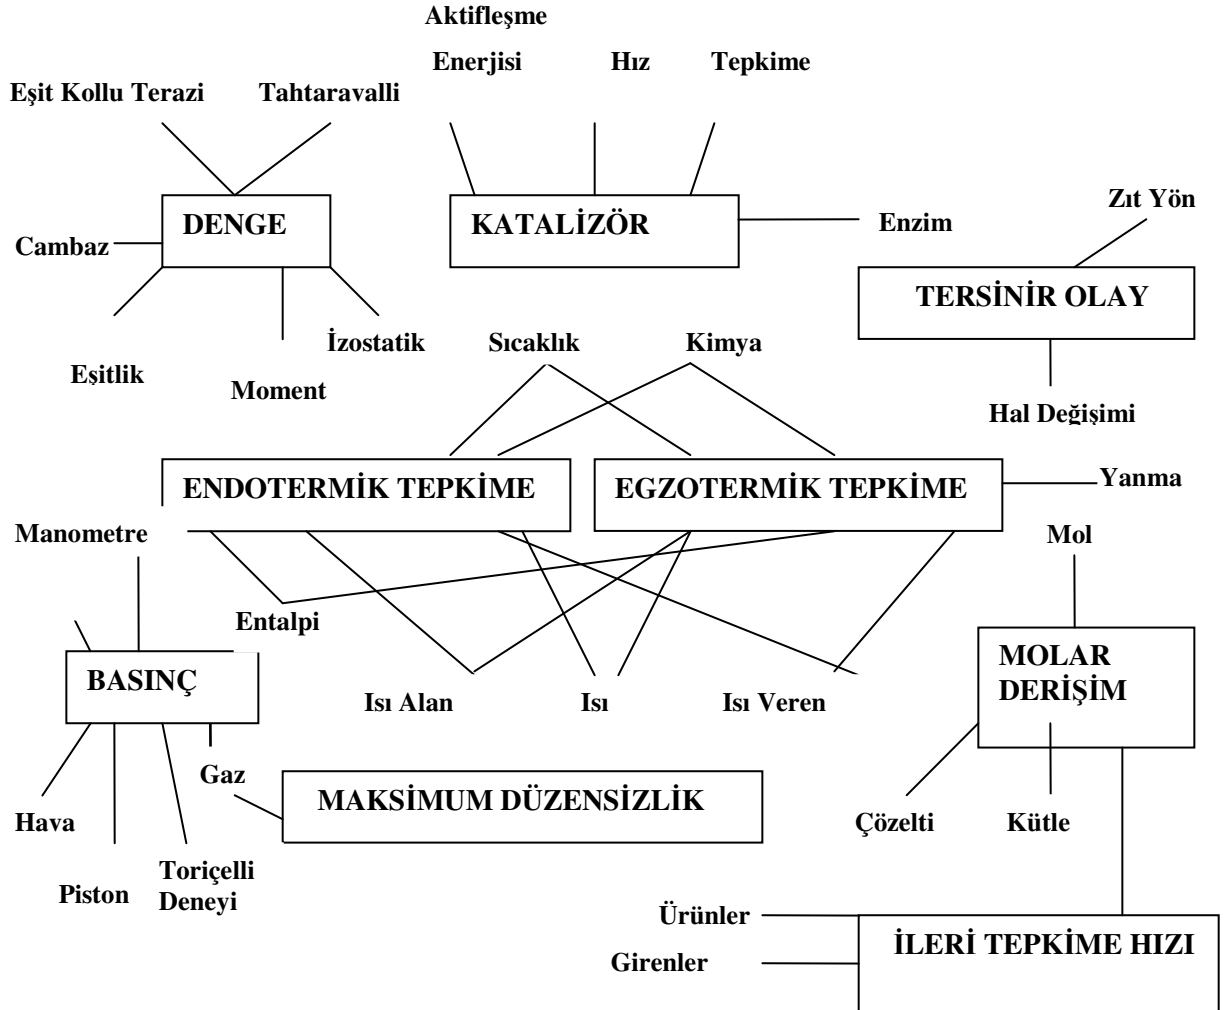 Aktifleşme
Enerjisi
Hız
Tepkime
Eşit Kollu Terazi
Tahtaravalli
Zıt Yön
DENGE
KATALİZÖR
Enzim
Cambaz
TERSİNİR OLAY
İzostatik
Sıcaklık
Kimya
Eşitlik
Moment
Hal Değişimi
ENDOTERMİK TEPKİME
EGZOTERMİK TEPKİME
Yanma
Manometre
Mol
Entalpi
MOLAR
DERİŞİM
BASINÇ
Isı Alan
Isı
Isı Veren
Gaz
MAKSİMUM DÜZENSİZLİK
Hava
Çözelti
Kütle
Toriçelli
Deneyi
Piston
Ürünler
İLERİ TEPKİME HIZI
Girenler